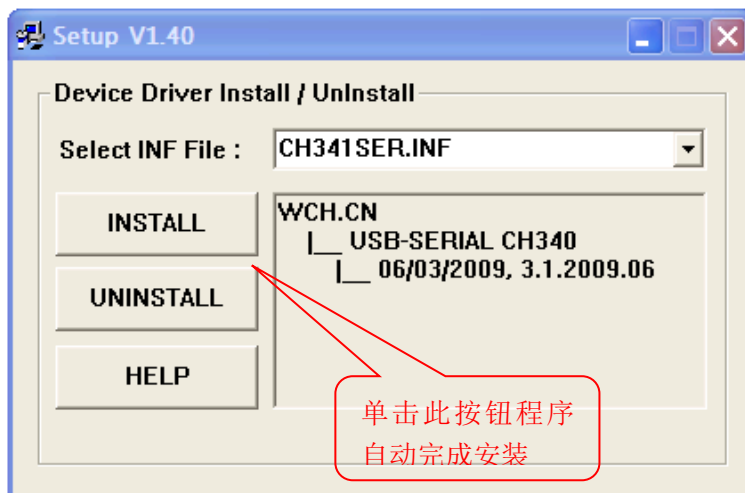 Setup V1.40
Device Driver Install / UnInstall
Select INF File :
CH341SER.INF
INSTALL
WCH.CN
|__ USB-SERIAL CH340
|__ 06/03/2009, 3.1.2009.06
UNINSTALL
HELP
单击此按钮程序
自动完成安装